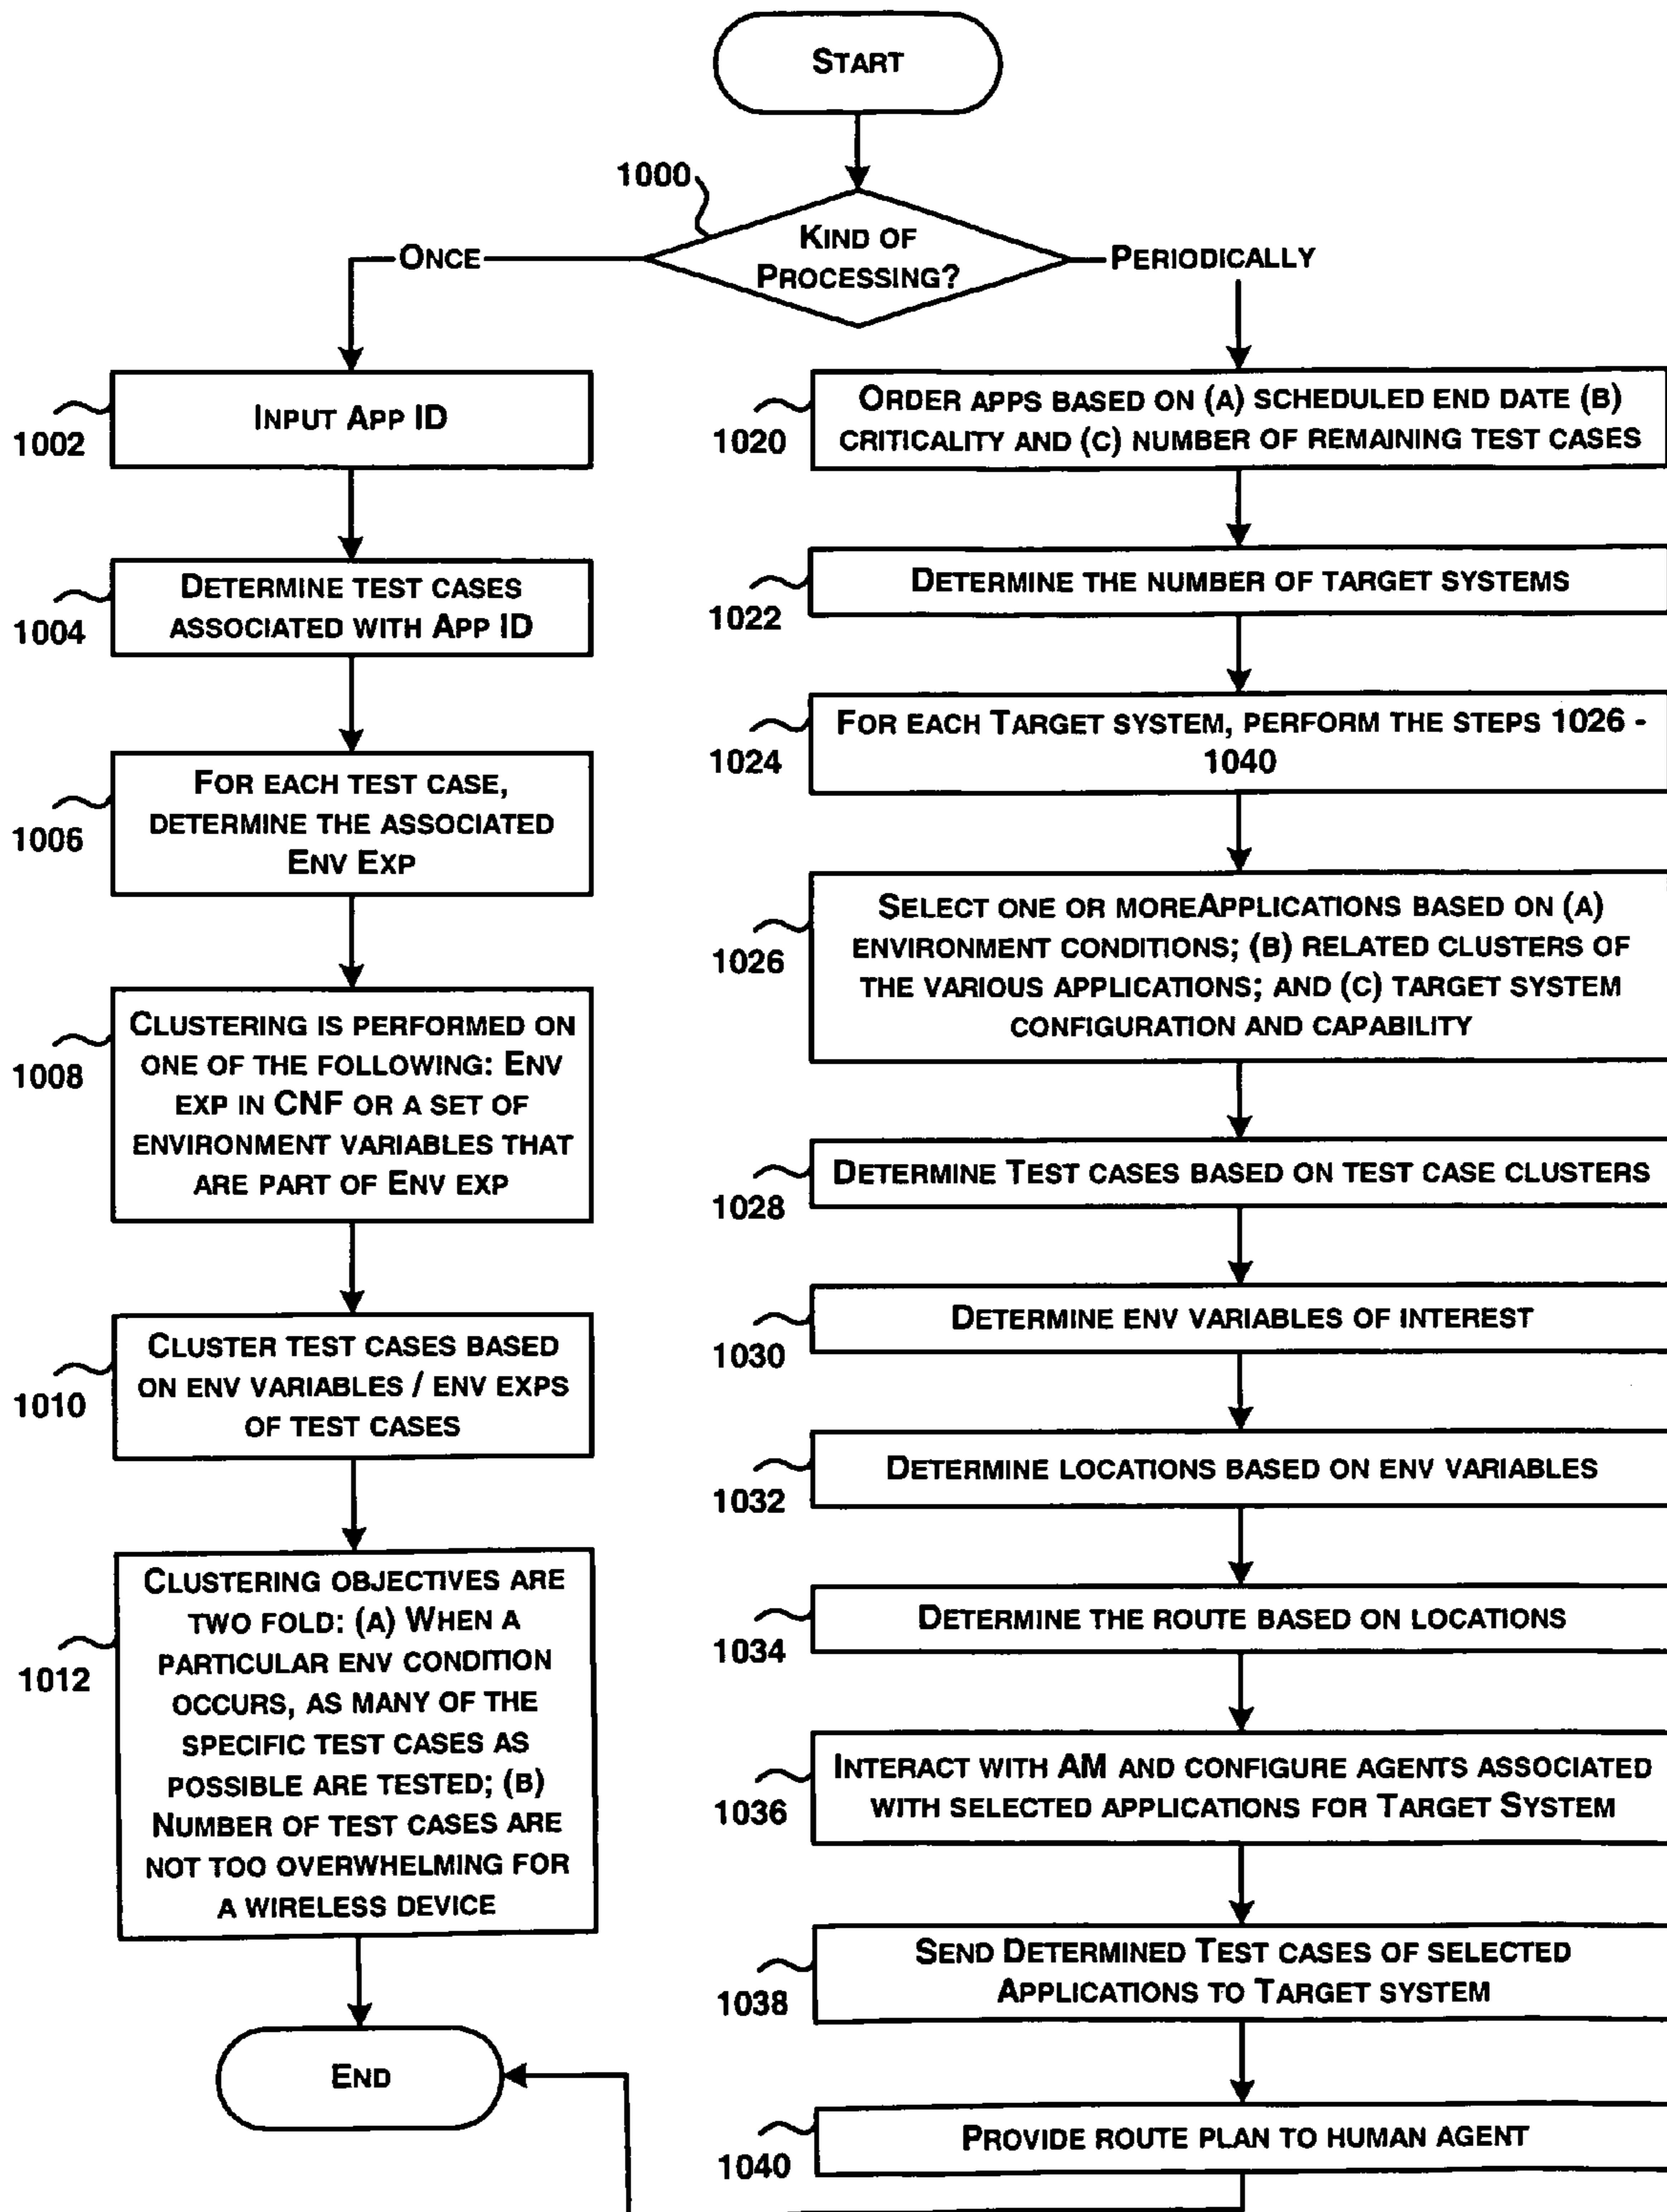 START
1000
KIND OF
PROCESSING?
ONCE
PERIODICALLY
INPUT APP ID
1002
DETERMINE TEST CASES
ASSOCIATED WITH APP ID
1004
FOR EACH TEST CASE,
DETERMINE THE ASSOCIATED
ENV EXP
1006
CLUSTERING IS PERFORMED ON
ONE OF THE FOLLOWING: ENV
EXP IN CNF OR A SET OF
ENVIRONMENT VARIABLES THAT
ARE PART OF ENV EXP
1008
CLUSTER TEST CASES BASED
ON ENV VARIABLES / ENV EXPS
OF TEST CASES
1010
CLUSTERING OBJECTIVES ARE
TWO FOLD: (A) WHEN A
PARTICULAR ENV CONDITION
OCCURS, AS MANY OF THE
SPECIFIC TEST CASES AS
POSSIBLE ARE TESTED; (B)
NUMBER OF TEST CASES ARE
NOT TOO OVERWHELMING FOR
A WIRELESS DEVICE
1012
END
ORDER APPS BASED ON (A) SCHEDULED END DATE (B)
CRITICALITY AND (C) NUMBER OF REMAINING TEST CASES
1020
DETERMINE THE NUMBER OF TARGET SYSTEMS
1022
FOR EACH TARGET SYSTEM, PERFORM THE STEPS 1026 -
1040
1024
SELECT ONE OR MOREAPPLICATIONS BASED ON (A)
ENVIRONMENT CONDITIONS; (B) RELATED CLUSTERS OF
THE VARIOUS APPLICATIONS; AND (C) TARGET SYSTEM
CONFIGURATION AND CAPABILITY
1026
DETERMINE TEST CASES BASED ON TEST CASE CLUSTERS
1028
DETERMINE ENV VARIABLES OF INTEREST
1030
DETERMINE LOCATIONS BASED ON ENV VARIABLES
1032
DETERMINE THE ROUTE BASED ON LOCATIONS
1034
INTERACT WITH AM AND CONFIGURE AGENTS ASSOCIATED
WITH SELECTED APPLICATIONS FOR TARGET SYSTEM
1036
SEND DETERMINED TEST CASES OF SELECTED
APPLICATIONS TO TARGET SYSTEM
1038
PROVIDE ROUTE PLAN TO HUMAN AGENT
1040